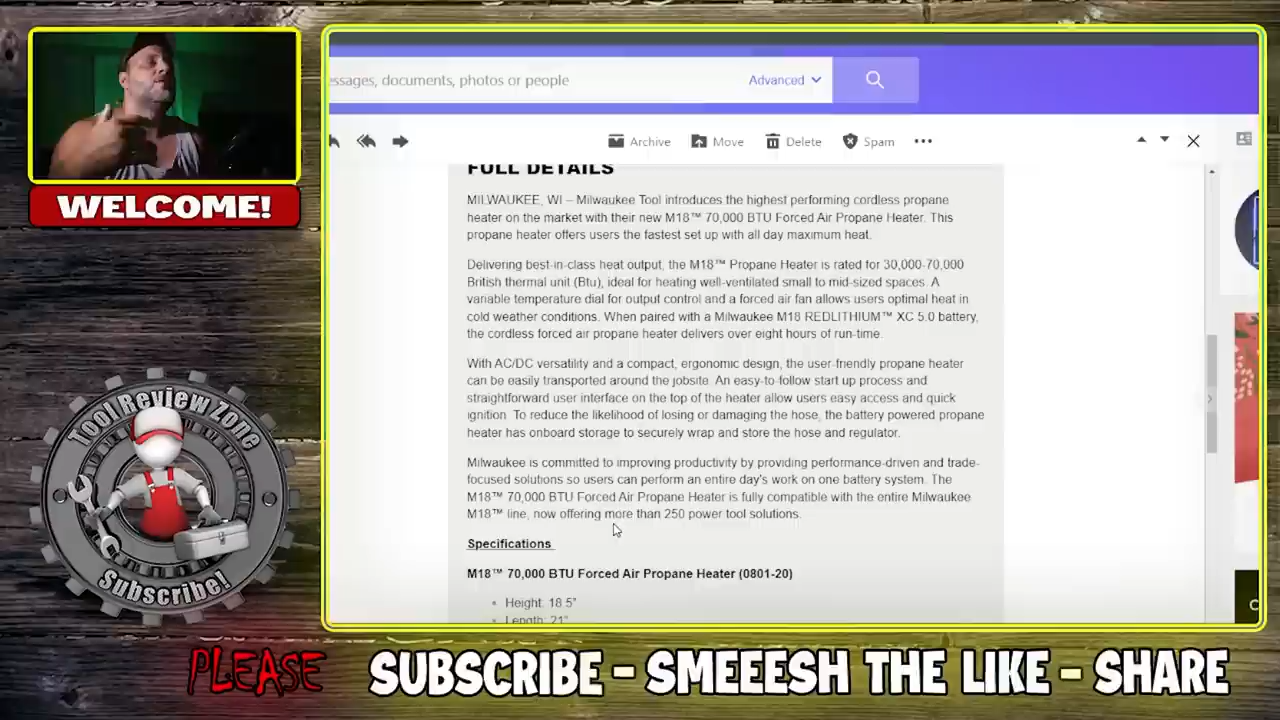 ssages, documents, photos or people
Advanced
Archive
Move
Delete
Spam
FULL DETAILS
MILWAUKEE, WI – Milwaukee Tool introduces the highest performing cordless propane
heater on the market with their new M18™ 70,000 BTU Forced Air Propane Heater. This
propane heater offers users the fastest set up with all day maximum heat.
Delivering best-in-class heat output, the M18™ Propane Heater is rated for 30,000-70,000
British thermal unit (Btu), ideal for heating well-ventilated small to mid-sized spaces. A
variable temperature dial for output control and a forced air fan allows users optimal heat in
cold weather conditions. When paired with a Milwaukee M18 REDLITHIUM™ XC 5.0 battery,
the cordless forced air propane heater delivers over eight hours of run-time.
With AC/DC versatility and a compact, ergonomic design, the user-friendly propane heater
can be easily transported around the jobsite. An easy-to-follow start up process and
straightforward user interface on the top of the heater allow users easy access and quick
ignition. To reduce the likelihood of losing or damaging the hose, the battery powered propane
heater has onboard storage to securely wrap and store the hose and regulator.
Milwaukee is committed to improving productivity by providing performance-driven and trade-
focused solutions so users can perform an entire day's work on one battery system. The
M18™ 70,000 BTU Forced Air Propane Heater is fully compatible with the entire Milwaukee
M18™ line, now offering more than 250 power tool solutions.
Specifications
M18™ 70,000 BTU Forced Air Propane Heater (0801-20)
Height: 18.5"
Length: 21"
WELCOME!
Tool Review Zone
Subscribe!
PLEASE SUBSCRIBE - SMEEESH THE LIKE - SHARE